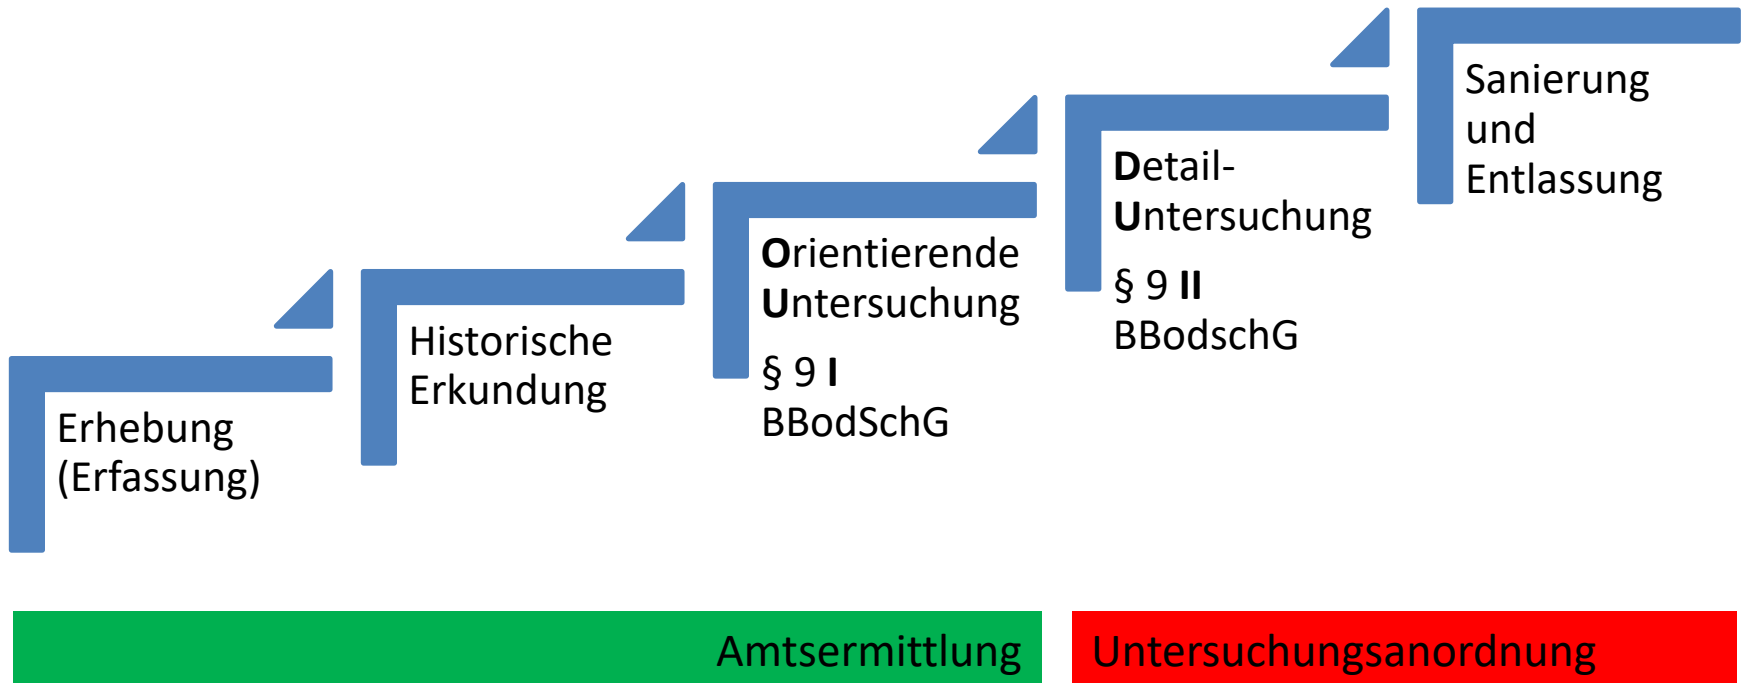 Erhebung
(Erfassung)
Historische
Erkundung
Orientierende
Untersuchung
§ 9 I
BBodSchG
Detail-
Untersuchung
§ 9 II
BBodschG
Sanierung
und
Entlassung
Amtsermittlung
Untersuchungsanordnung